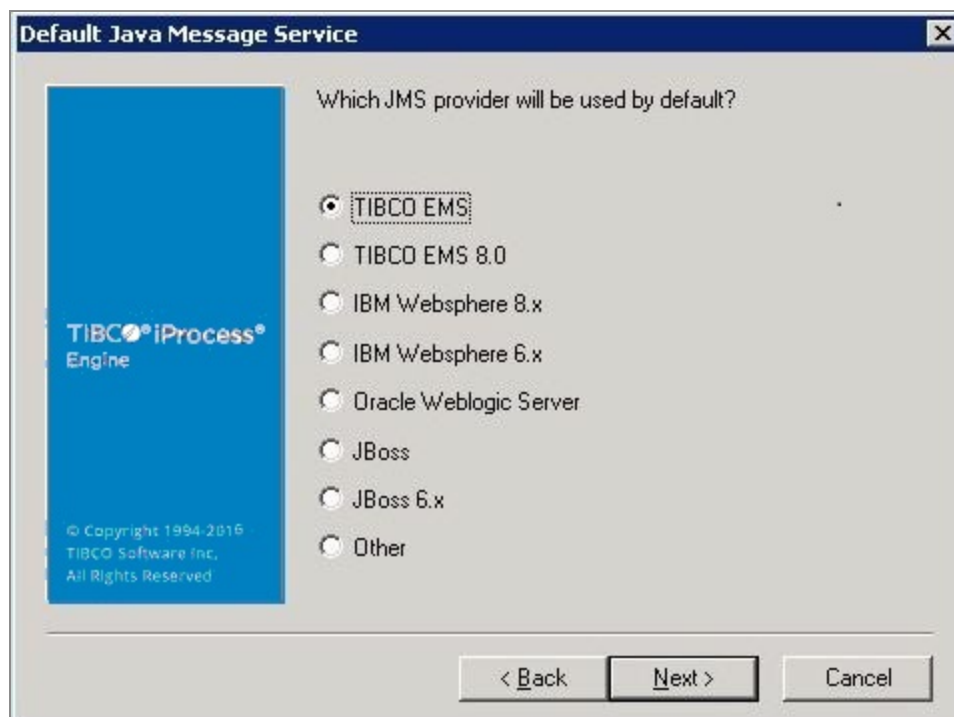 Default Java Message Service
Which JMS provider will be used by default?
TIBCO EMS
TIBCO EMS 8.0
IBM Websphere 8.x
IBM Websphere 6.x
Oracle Weblogic Server
JBoss
JBoss 6.x
Other
TIBCO® iProcess®
Engine
© Copyright 1994-2016
TIBCO Software Inc.
All Rights Reserved
< Back
Next >
Cancel